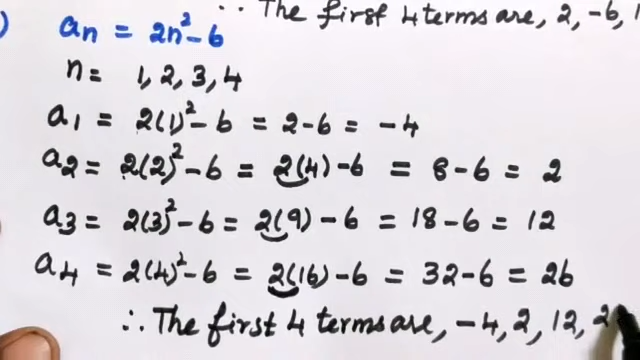 ∴ The first 4 terms are, 2, -6,
) an = 2n² - 6
n = 1, 2, 3, 4
a1 = 2(1)² - 6 = 2 - 6 = -4
a2 = 2(2)² - 6 = 2(4) - 6 = 8 - 6 = 2
a3 = 2(3)² - 6 = 2(9) - 6 = 18 - 6 = 12
a4 = 2(4)² - 6 = 2(16) - 6 = 32 - 6 = 26
∴ The first 4 terms are, -4, 2, 12, 2